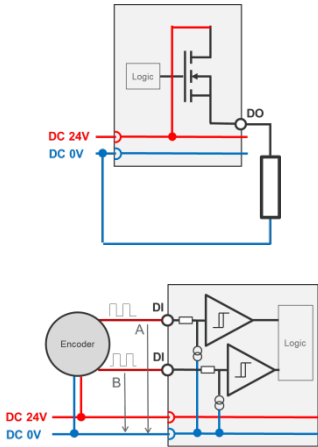 Logic
DO
DC 24V
DC 0V
DI
A
Encoder
Logic
DI
B
DC 24V
DC 0V